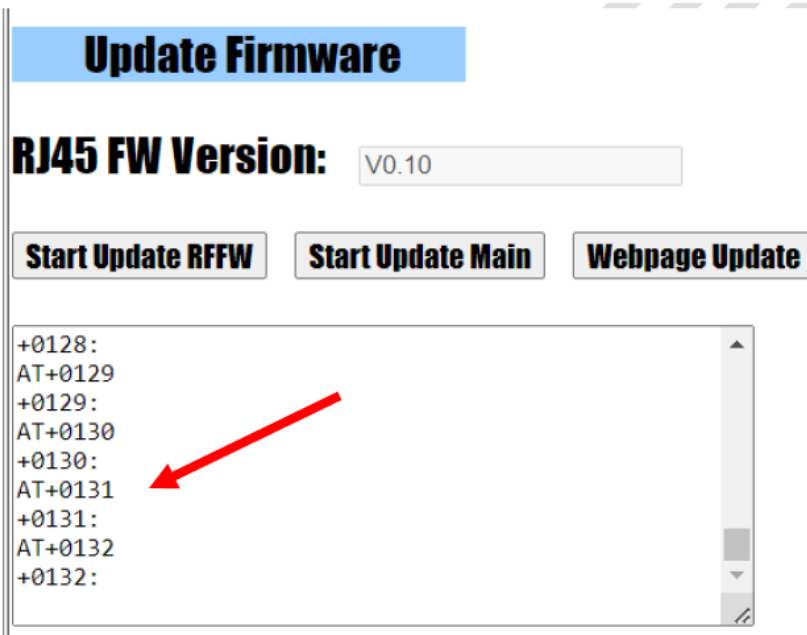 Update Firmware
RJ45 FW Version: V0.10
Start Update RFFW Start Update Main Webpage Update
+0128:
AT+0129
+0129:
AT+0130
+0130:
AT+0131
+0131:
AT+0132
+0132: